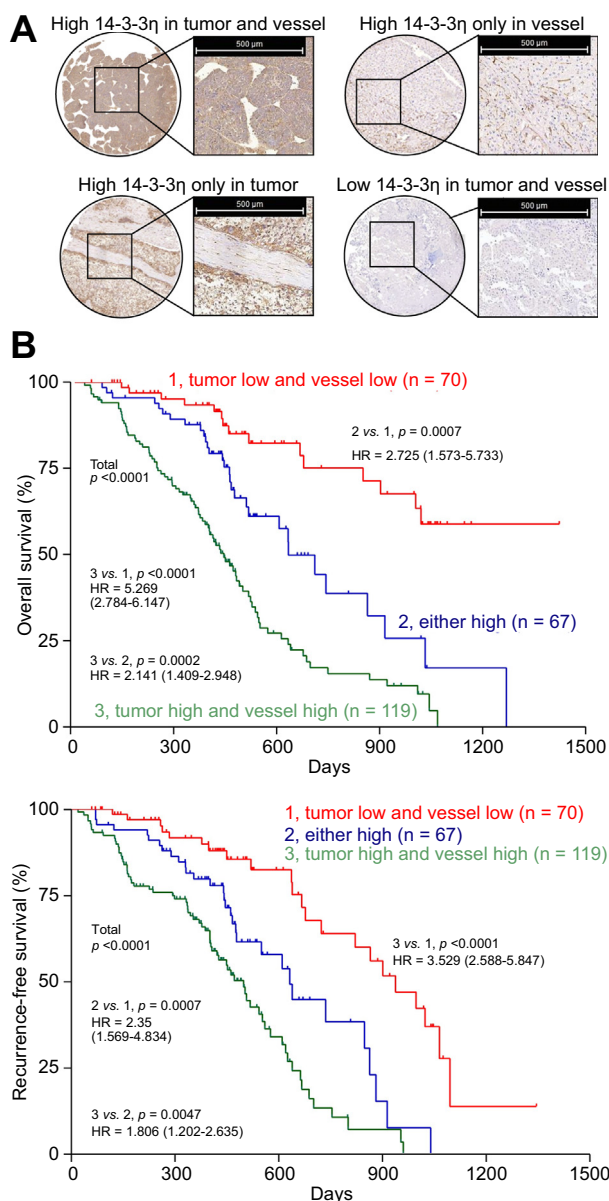 A
High 14-3-3η in tumor and vessel
High 14-3-3η only in vessel
500 µm
500 µm
High 14-3-3η only in tumor
Low 14-3-3η in tumor and vessel
500 µm
500 µm
B
100
75
50
25
0
Overall survival (%)
1, tumor low and vessel low (n = 70)
2 vs. 1, p = 0.0007
HR = 2.725 (1.573-5.733)
Total
p <0.0001
3 vs. 1, p <0.0001
HR = 5.269
(2.784-6.147)
2, either high (n = 67)
3 vs. 2, p = 0.0002
HR = 2.141 (1.409-2.948)
3, tumor high and vessel high (n = 119)
0 300 600 900 1200 1500
Days
100
75
50
25
0
Recurrence-free survival (%)
1, tumor low and vessel low (n = 70)
2, either high (n = 67)
3, tumor high and vessel high (n = 119)
Total
p <0.0001
3 vs. 1, p <0.0001
HR = 3.529 (2.588-5.847)
2 vs. 1, p = 0.0007
HR = 2.35
(1.569-4.834)
3 vs. 2, p = 0.0047
HR = 1.806 (1.202-2.635)
0 300 600 900 1200 1500
Days